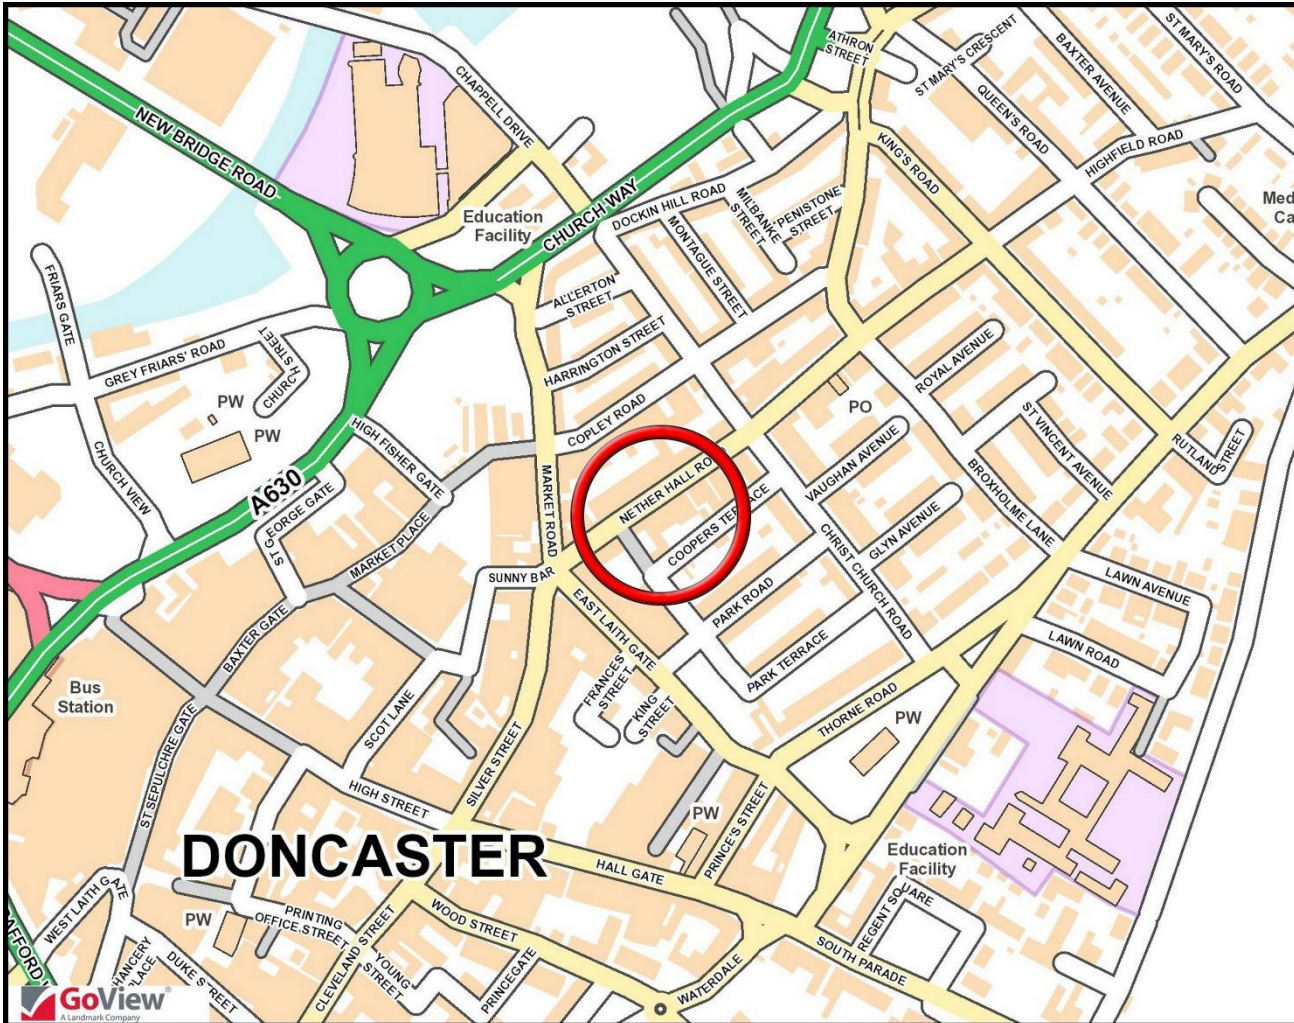 ATHRON
STREET
ST MARY'S CRESCENT
BAXTER AVENUE
ST MARY'S ROAD
QUEEN'S ROAD
HIGHFIELD ROAD
KING'S ROAD
CHAPPELL DRIVE
NEW BRIDGE ROAD
CHURCH WAY
Education
Facility
DOCKIN HILL ROAD
MILBANKE
STREET
PENISTONE
STREET
MONTAGUE STREET
Med
Ca
FRIARS GATE
GREY FRIARS' ROAD
CHURCH STREET
PW
PW
ALLERTON
STREET
HARRINGTON STREET
COPLEY ROAD
ROYAL AVENUE
ST VINCENT AVENUE
PO
VAUGHAN AVENUE
BROXHOLME LANE
RUTLAND
STREET
HIGH FISHER GATE
CHURCH VIEW
A630
ST GEORGE GATE
MARKET PLACE
MARKET ROAD
NETHER HALL RO
COOPERS TERRACE
GLYN AVENUE
CHRIST CHURCH ROAD
SUNNY BAR
LAWN AVENUE
LAWN ROAD
BAXTER GATE
EAST LAITH GATE
PARK ROAD
PARK TERRACE
FRANCES
STREET
KING
STREET
Bus
Station
SCOT LANE
THORNE ROAD
PW
ST SEPULCHRE GATE
HIGH STREET
SILVER STREET
PW
PRINCE'S STREET
DONCASTER
HALL GATE
Education
Facility
WEST LAITH GATE
PW
PRINTING
OFFICE STREET
CLEVELAND STREET
WOOD STREET
REGENT SQUARE
SOUTH PARADE
AFFORD
HANCERY
PLACE
DUKE STREET
YOUNG
STREET
PRINCEGATE
WATERDALE
GoView®
A Landmark Company